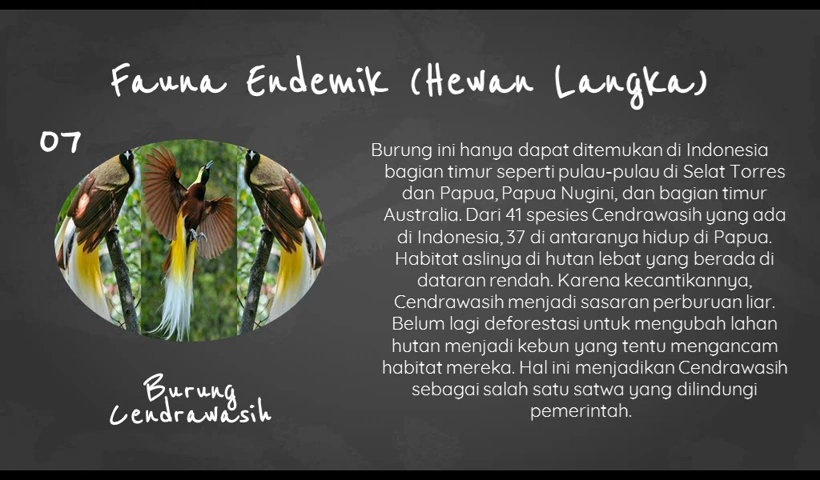 Fauna Endemik (Hewan Langka)
07
Burung ini hanya dapat ditemukan di Indonesia
bagian timur seperti pulau-pulau di Selat Torres
dan Papua, Papua Nugini, dan bagian timur
Australia. Dari 41 spesies Cendrawasih yang ada
di Indonesia, 37 di antaranya hidup di Papua.
Habitat aslinya di hutan lebat yang berada di
dataran rendah. Karena kecantikannya,
Cendrawasih menjadi sasaran perburuan liar.
Belum lagi deforestasi untuk mengubah lahan
hutan menjadi kebun yang tentu mengancam
habitat mereka. Hal ini menjadikan Cendrawasih
sebagai salah satu satwa yang dilindungi
pemerintah.
Burung
Cendrawasih